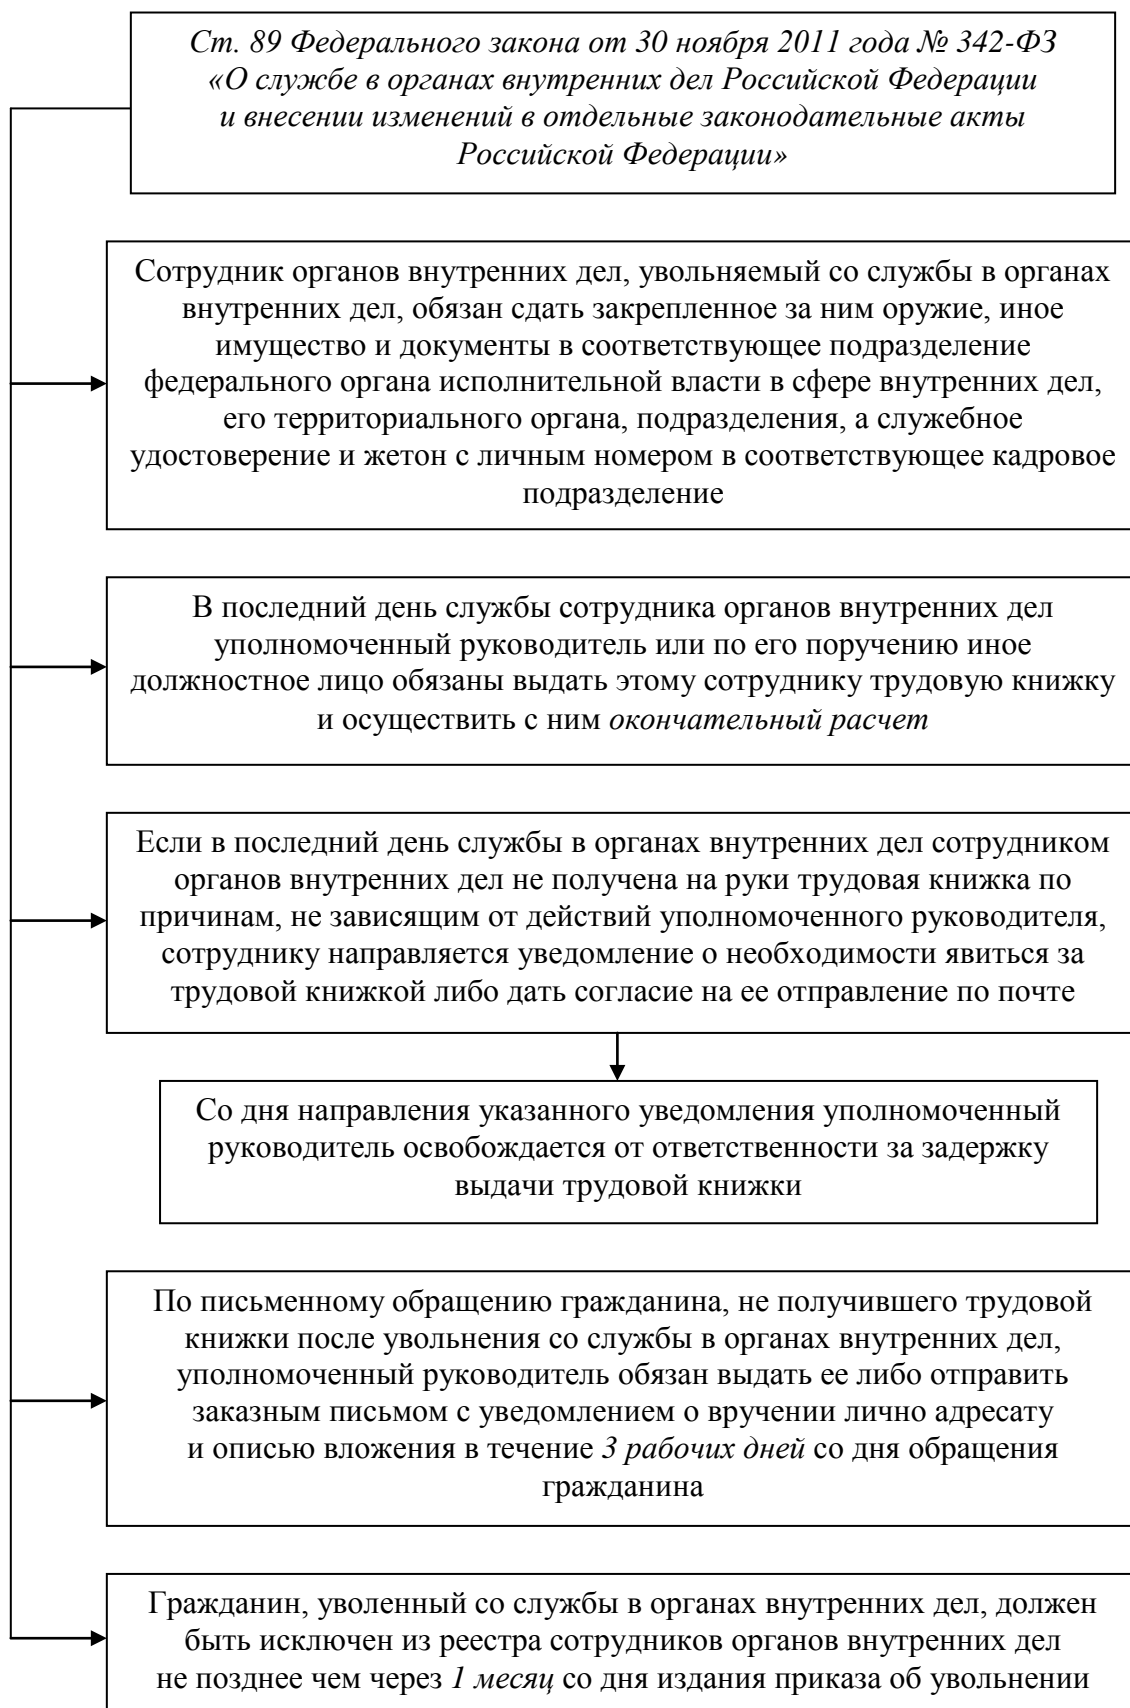 Ст. 89 Федерального закона от 30 ноября 2011 года № 342-ФЗ
«О службе в органах внутренних дел Российской Федерации
и внесении изменений в отдельные законодательные акты
Российской Федерации»
Сотрудник органов внутренних дел, увольняемый со службы в органах
внутренних дел, обязан сдать закрепленное за ним оружие, иное
имущество и документы в соответствующее подразделение
федерального органа исполнительной власти в сфере внутренних дел,
его территориального органа, подразделения, а служебное
удостоверение и жетон с личным номером в соответствующее кадровое
подразделение
В последний день службы сотрудника органов внутренних дел
уполномоченный руководитель или по его поручению иное
должностное лицо обязаны выдать этому сотруднику трудовую книжку
и осуществить с ним окончательный расчет
Если в последний день службы в органах внутренних дел сотрудником
органов внутренних дел не получена на руки трудовая книжка по
причинам, не зависящим от действий уполномоченного руководителя,
сотруднику направляется уведомление о необходимости явиться за
трудовой книжкой либо дать согласие на ее отправление по почте
Со дня направления указанного уведомления уполномоченный
руководитель освобождается от ответственности за задержку
выдачи трудовой книжки
По письменному обращению гражданина, не получившего трудовой
книжки после увольнения со службы в органах внутренних дел,
уполномоченный руководитель обязан выдать ее либо отправить
заказным письмом с уведомлением о вручении лично адресату
и описью вложения в течение 3 рабочих дней со дня обращения
гражданина
Гражданин, уволенный со службы в органах внутренних дел, должен
быть исключен из реестра сотрудников органов внутренних дел
не позднее чем через 1 месяц со дня издания приказа об увольнении